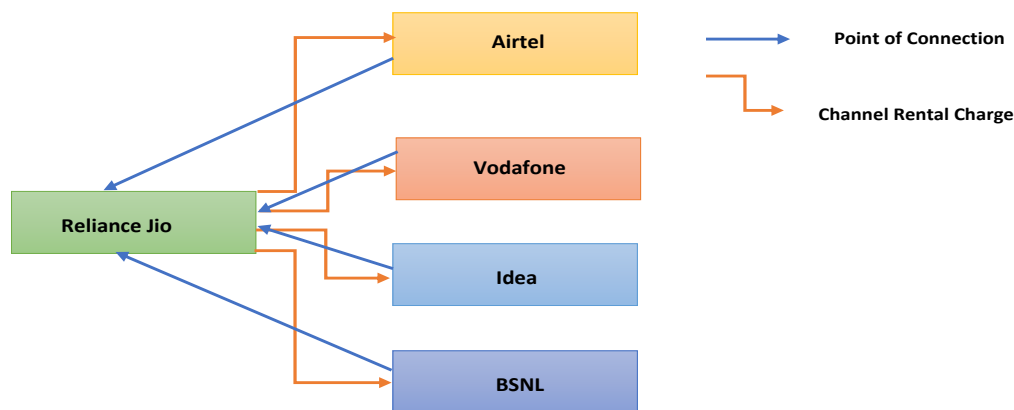 Airtel
Point of Connection
Channel Rental Charge
Vodafone
Reliance Jio
Idea
BSNL